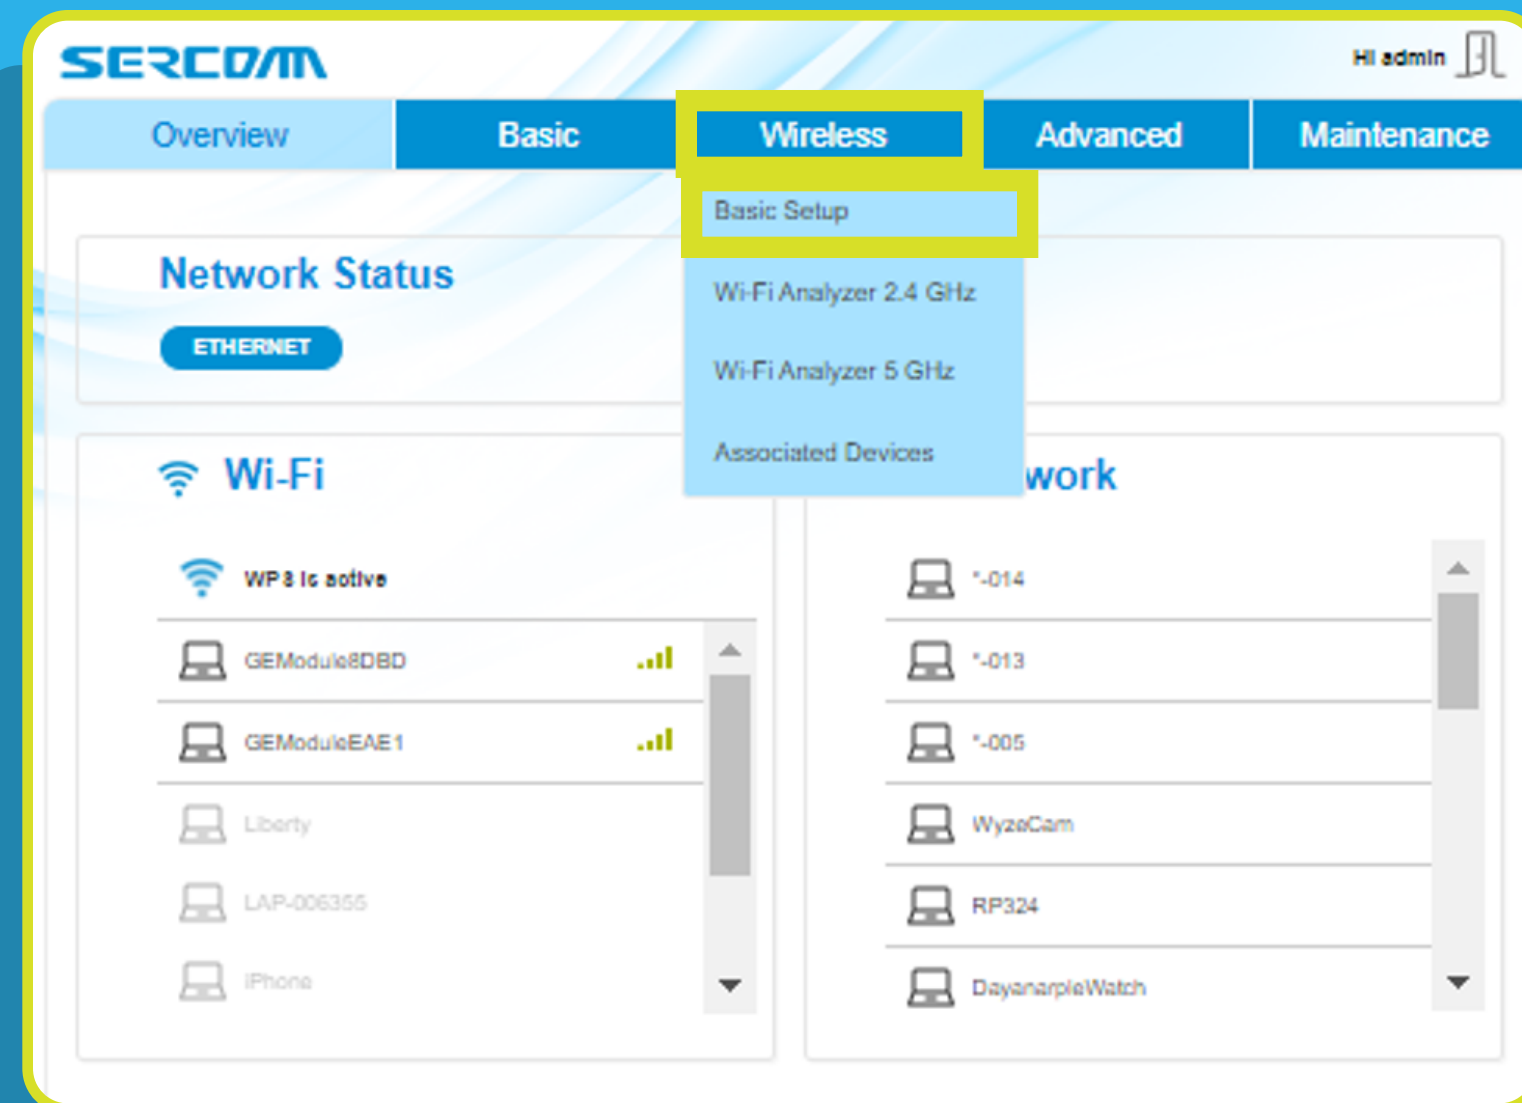 SERCOMM
Hi admin
Overview
Basic
Wireless
Advanced
Maintenance
Basic Setup
Wi-Fi Analyzer 2.4 GHz
Wi-Fi Analyzer 5 GHz
Associated Devices
Network Status
ETHERNET
Wi-Fi
WPS is active
GEModule8DBD
GEModuleEAE1
Liberty
LAP-006355
iPhone
work
*-014
*-013
*-005
WyzeCam
RP324
DayanarpleWatch